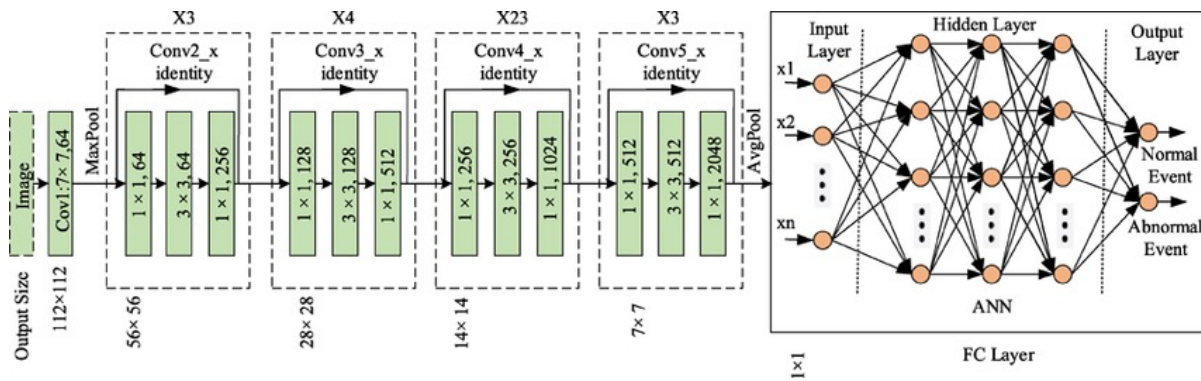 X3
X4
X23
X3
Conv2_x
identity
Conv3_x
identity
Conv4_x
identity
Conv5_x
identity
Input
Layer
Hidden Layer
Output
Layer
Image
Cov1:7× 7,64
MaxPool
1 × 1, 64
3 × 3, 64
1 × 1, 256
1 × 1, 128
3 × 3, 128
1 × 1, 512
1 × 1, 256
3 × 3, 256
1 × 1, 1024
1 × 1, 512
3 × 3, 512
1 × 1, 2048
AvgPool
x1
x2
xn
Normal
Event
Abnormal
Event
ANN
Output Size
112×112
56× 56
28× 28
14× 14
7× 7
1×1
FC Layer